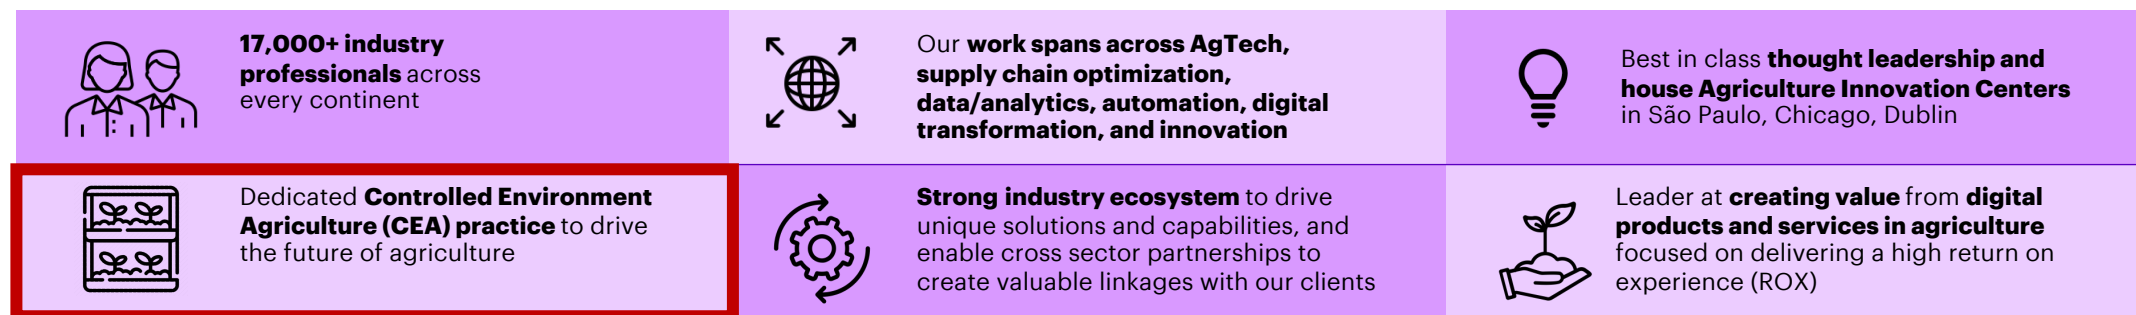 17,000+ industry
professionals across
every continent
Our work spans across AgTech,
supply chain optimization,
data/analytics, automation, digital
transformation, and innovation
Best in class thought leadership and
house Agriculture Innovation Centers
in São Paulo, Chicago, Dublin
Dedicated Controlled Environment
Agriculture (CEA) practice to drive
the future of agriculture
Strong industry ecosystem to drive
unique solutions and capabilities, and
enable cross sector partnerships to
create valuable linkages with our clients
Leader at creating value from digital
products and services in agriculture
focused on delivering a high return on
experience (ROX)